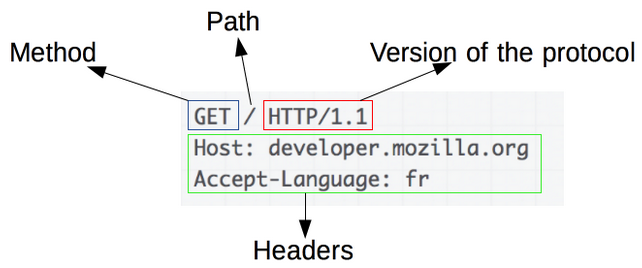 Path
Method
Version of the protocol
GET / HTTP/1.1
Host: developer.mozilla.org
Accept-Language: fr
Headers